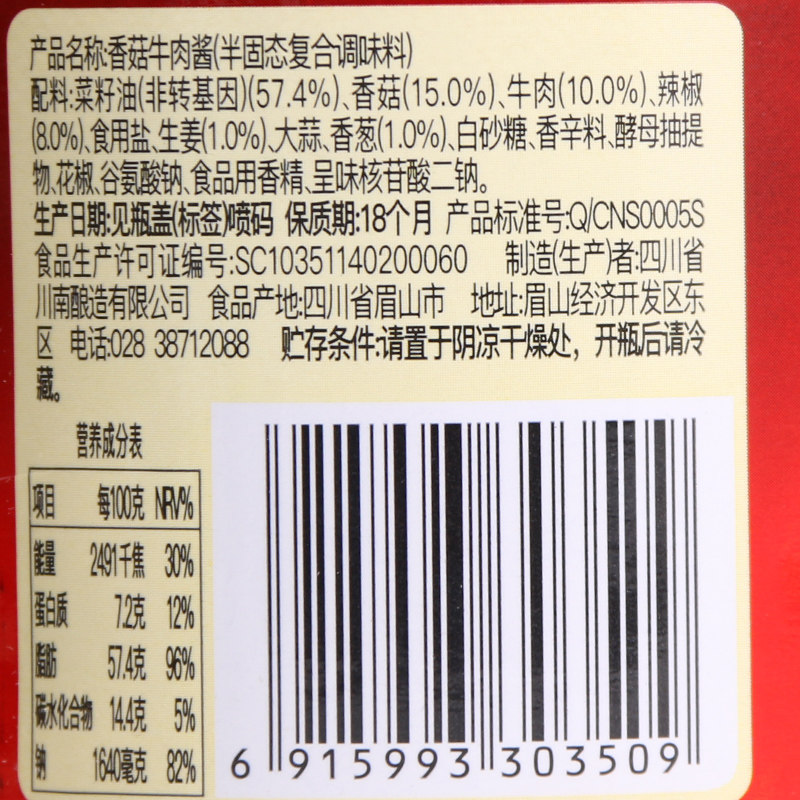 产品名称:香菇牛肉酱(半固态复合调味料)
配料:菜籽油(非转基因)(57.4%)、香菇(15.0%)、牛肉(10.0%)、辣椒
(8.0%)、食用盐、生姜(1.0%)、大蒜、香葱(1.0%)、白砂糖、香辛料、酵母抽提
物、花椒、谷氨酸钠、食品用香精、呈味核苷酸二钠。
生产日期:见瓶盖(标签)喷码 保质期:18个月 产品标准号:Q/CNS0005S
食品生产许可证编号:SC10351140200060 制造(生产)者:四川省
川南酿造有限公司 食品产地:四川省眉山市 地址:眉山经济开发区东
区 电话:028 38712088 贮存条件:请置于阴凉干燥处，开瓶后请冷
藏。
营养成分表
项目 每100克 NRV%
能量 2491千焦 30%
蛋白质 7.2克 12%
脂肪 57.4克 96%
碳水化合物 14.4克 5%
钠 1640毫克 82%
6 915993 303509